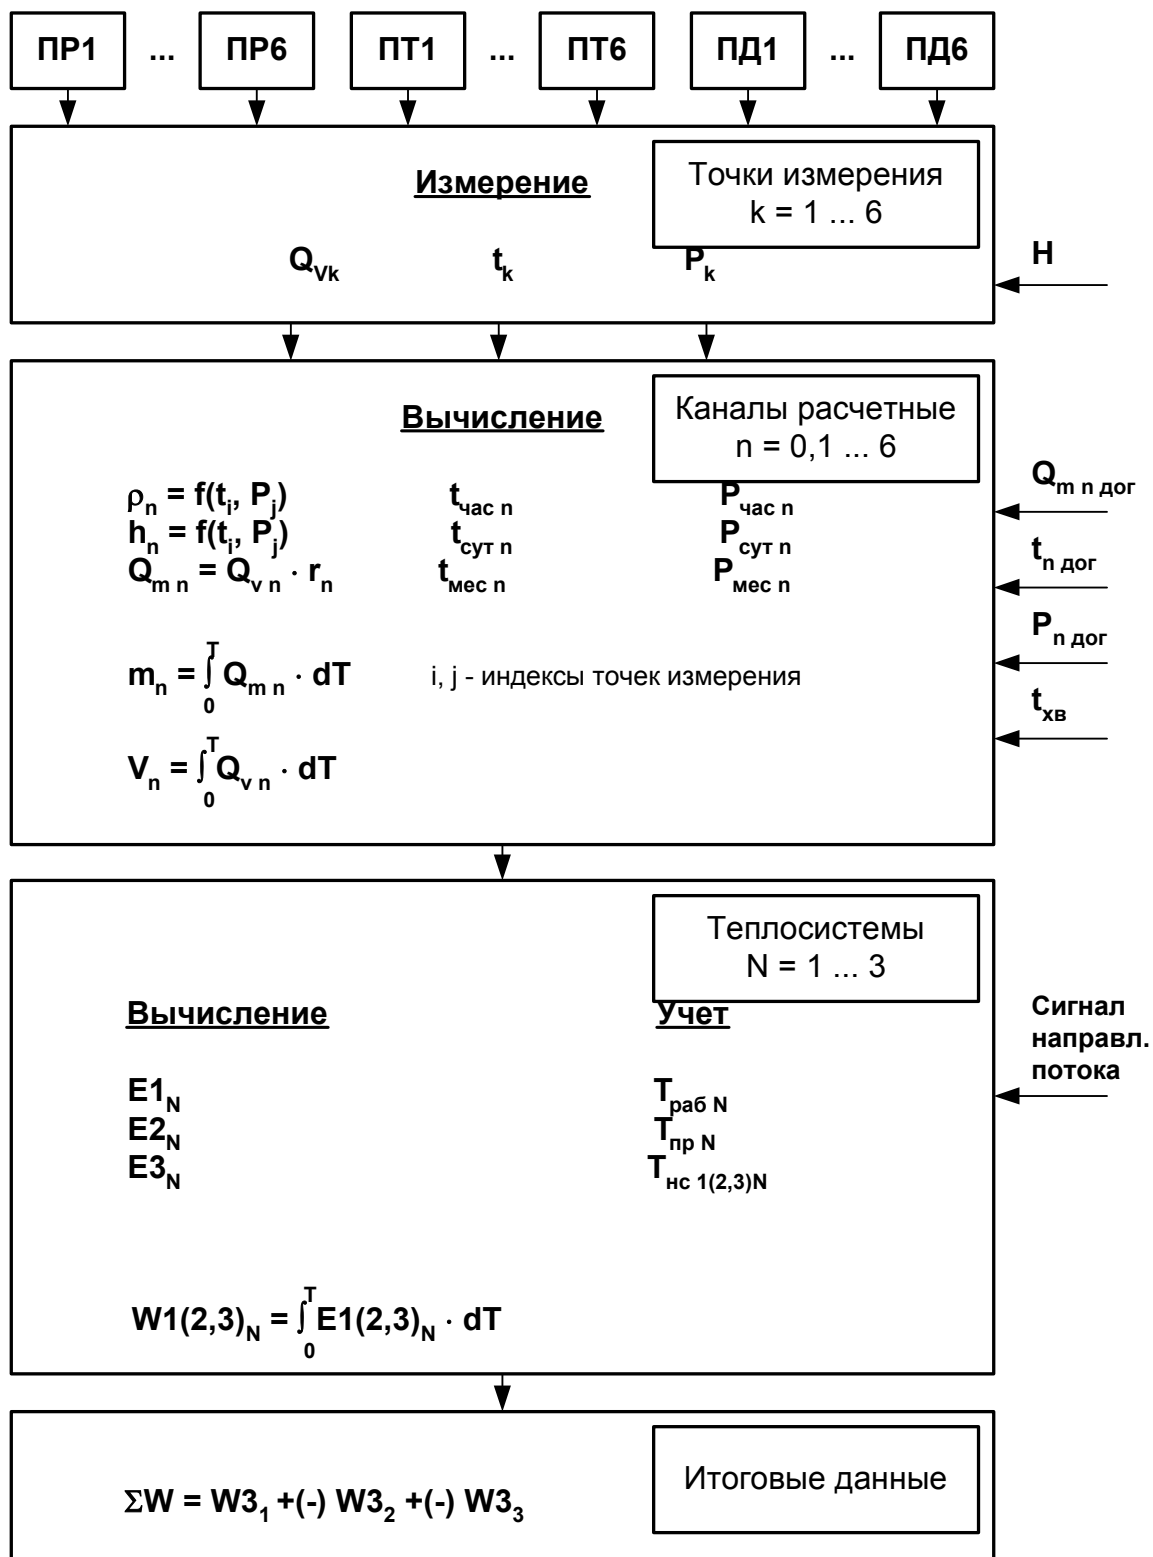 ПР1 ... ПР6 ПТ1 ... ПТ6 ПД1 ... ПД6
Точки измерения
k = 1 ... 6
Измерение
Q_Vk t_k P_k
Н
Каналы расчетные
n = 0,1 ... 6
Вычисление
ρ_n = f(t_i, P_j) t_час n P_час n
h_n = f(t_i, P_j) t_сут n P_сут n
Q_m n = Q_v n · r_n t_мес n P_мес n
m_n = ∫_0^T Q_m n · dT i, j - индексы точек измерения
V_n = ∫_0^T Q_v n · dT
Q_m n дог
t_n дог
P_n дог
t_хв
Теплосистемы
N = 1 ... 3
Вычисление Учет
E1_N T_раб N
E2_N T_пр N
E3_N T_нс 1(2,3)N
W1(2,3)_N = ∫_0^T E1(2,3)_N · dT
Сигнал
направл.
потока
Итоговые данные
ΣW = W3_1 +(-) W3_2 +(-) W3_3